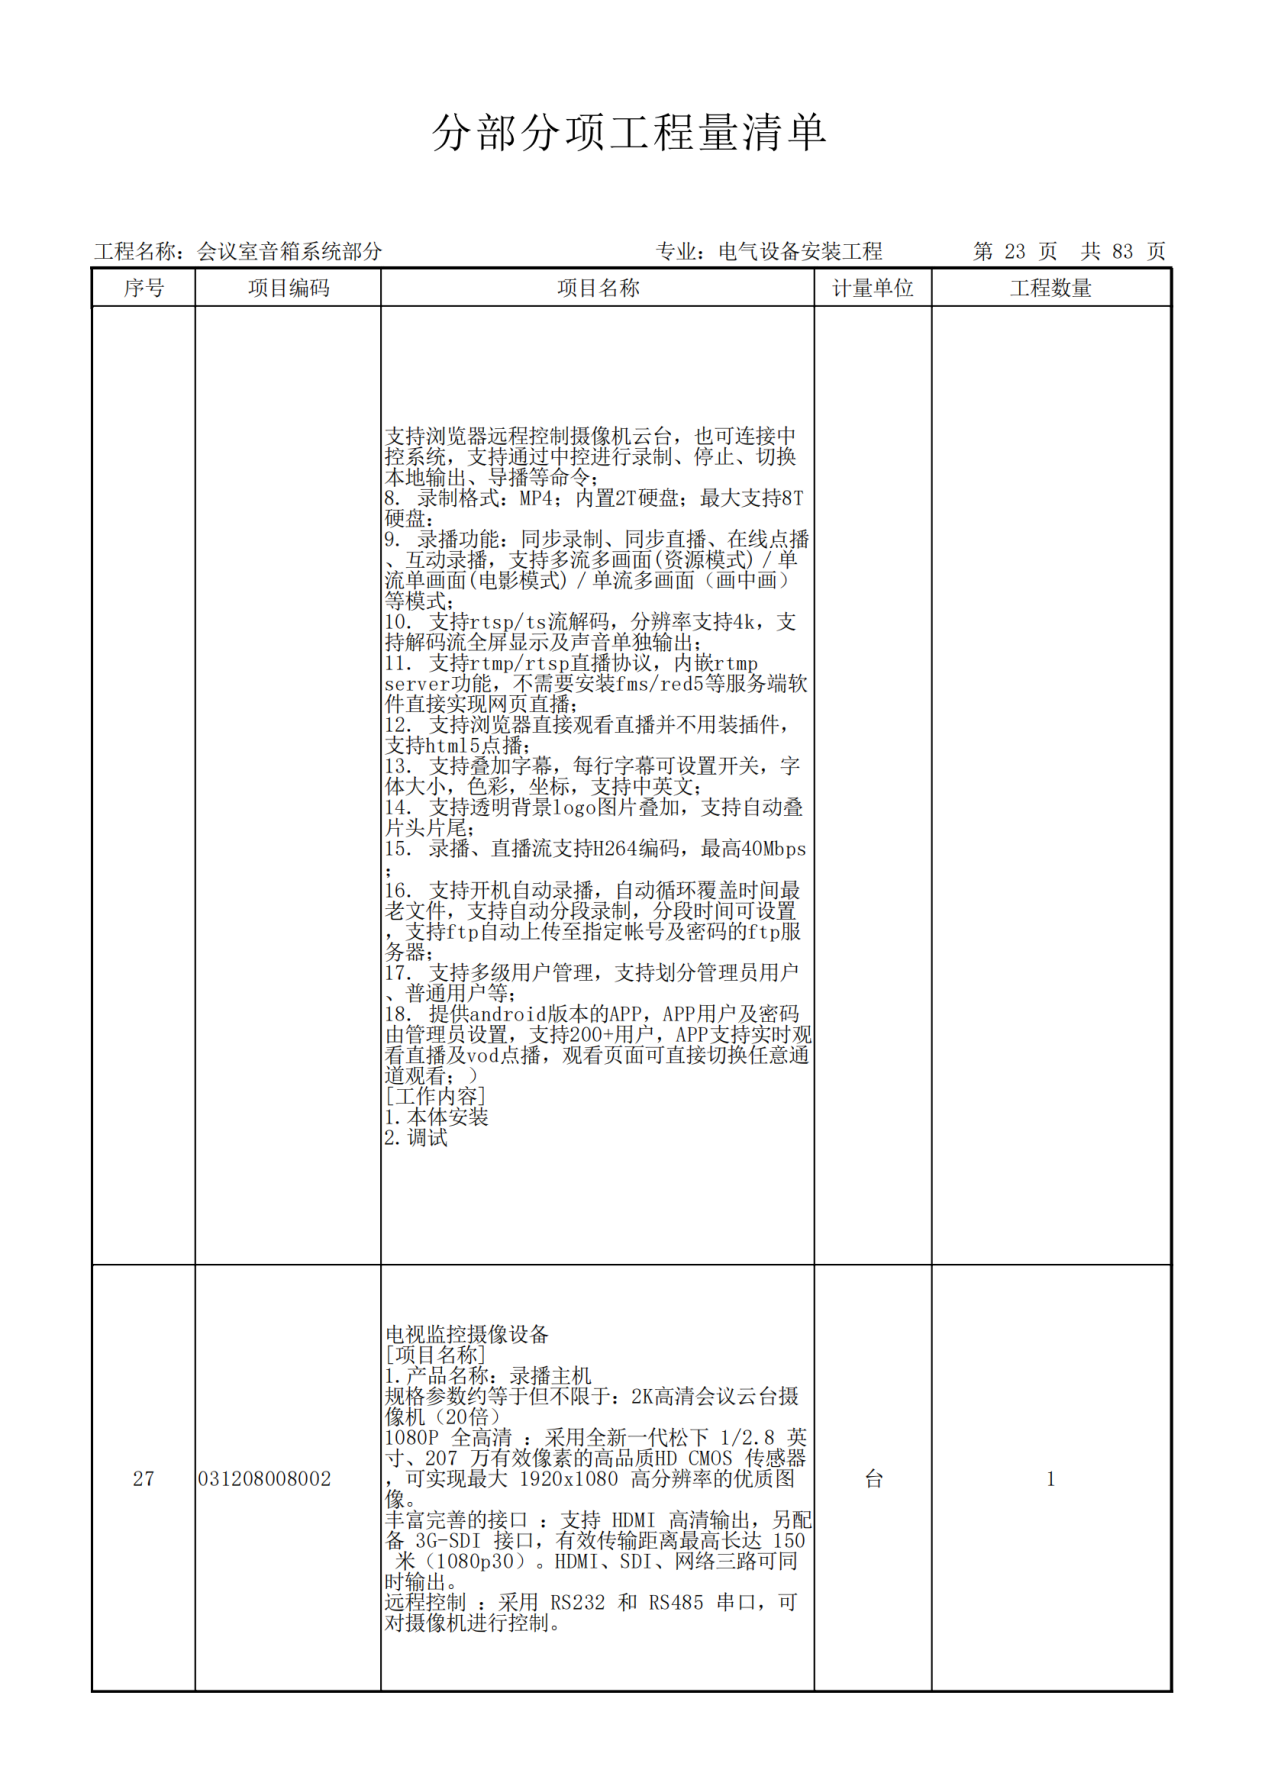 分部分项工程量清单
工程名称：会议室音箱系统部分 专业：电气设备安装工程 第 23 页 共 83 页
序号 项目编码 项目名称 计量单位 工程数量
支持浏览器远程控制摄像机云台，也可连接中
控系统，支持通过中控进行录制、停止、切换
本地输出、导播等命令；
8. 录制格式：MP4；内置2T硬盘；最大支持8T
硬盘：
9. 录播功能：同步录制、同步直播、在线点播
、互动录播，支持多流多画面(资源模式) / 单
流单画面(电影模式) / 单流多画面（画中画）
等模式；
10. 支持rtsp/ts流解码，分辨率支持4k，支
持解码流全屏显示及声音单独输出；
11. 支持rtmp/rtsp直播协议，内嵌rtmp
server功能，不需要安装fms/red5等服务端软
件直接实现网页直播；
12. 支持浏览器直接观看直播并不用装插件，
支持html5点播；
13. 支持叠加字幕，每行字幕可设置开关，字
体大小，色彩，坐标，支持中英文；
14. 支持透明背景logo图片叠加，支持自动叠
片头片尾；
15. 录播、直播流支持H264编码，最高40Mbps
；
16. 支持开机自动录播，自动循环覆盖时间最
老文件，支持自动分段录制，分段时间可设置
，支持ftp自动上传至指定帐号及密码的ftp服
务器；
17. 支持多级用户管理，支持划分管理员用户
、普通用户等；
18. 提供android版本的APP，APP用户及密码
由管理员设置，支持200+用户，APP支持实时观
看直播及vod点播，观看页面可直接切换任意通
道观看；）
[工作内容]
1.本体安装
2.调试
电视监控摄像设备
[项目名称]
1.产品名称：录播主机
规格参数约等于但不限于：2K高清会议云台摄
像机（20倍）
1080P 全高清 ：采用全新一代松下 1/2.8 英
寸、207 万有效像素的高品质HD CMOS 传感器
27 031208008002 ，可实现最大 1920x1080 高分辨率的优质图 台 1
像。
丰富完善的接口 ：支持 HDMI 高清输出，另配
备 3G-SDI 接口，有效传输距离最高长达 150
米（1080p30）。HDMI、SDI、网络三路可同
时输出。
远程控制 ：采用 RS232 和 RS485 串口，可
对摄像机进行控制。